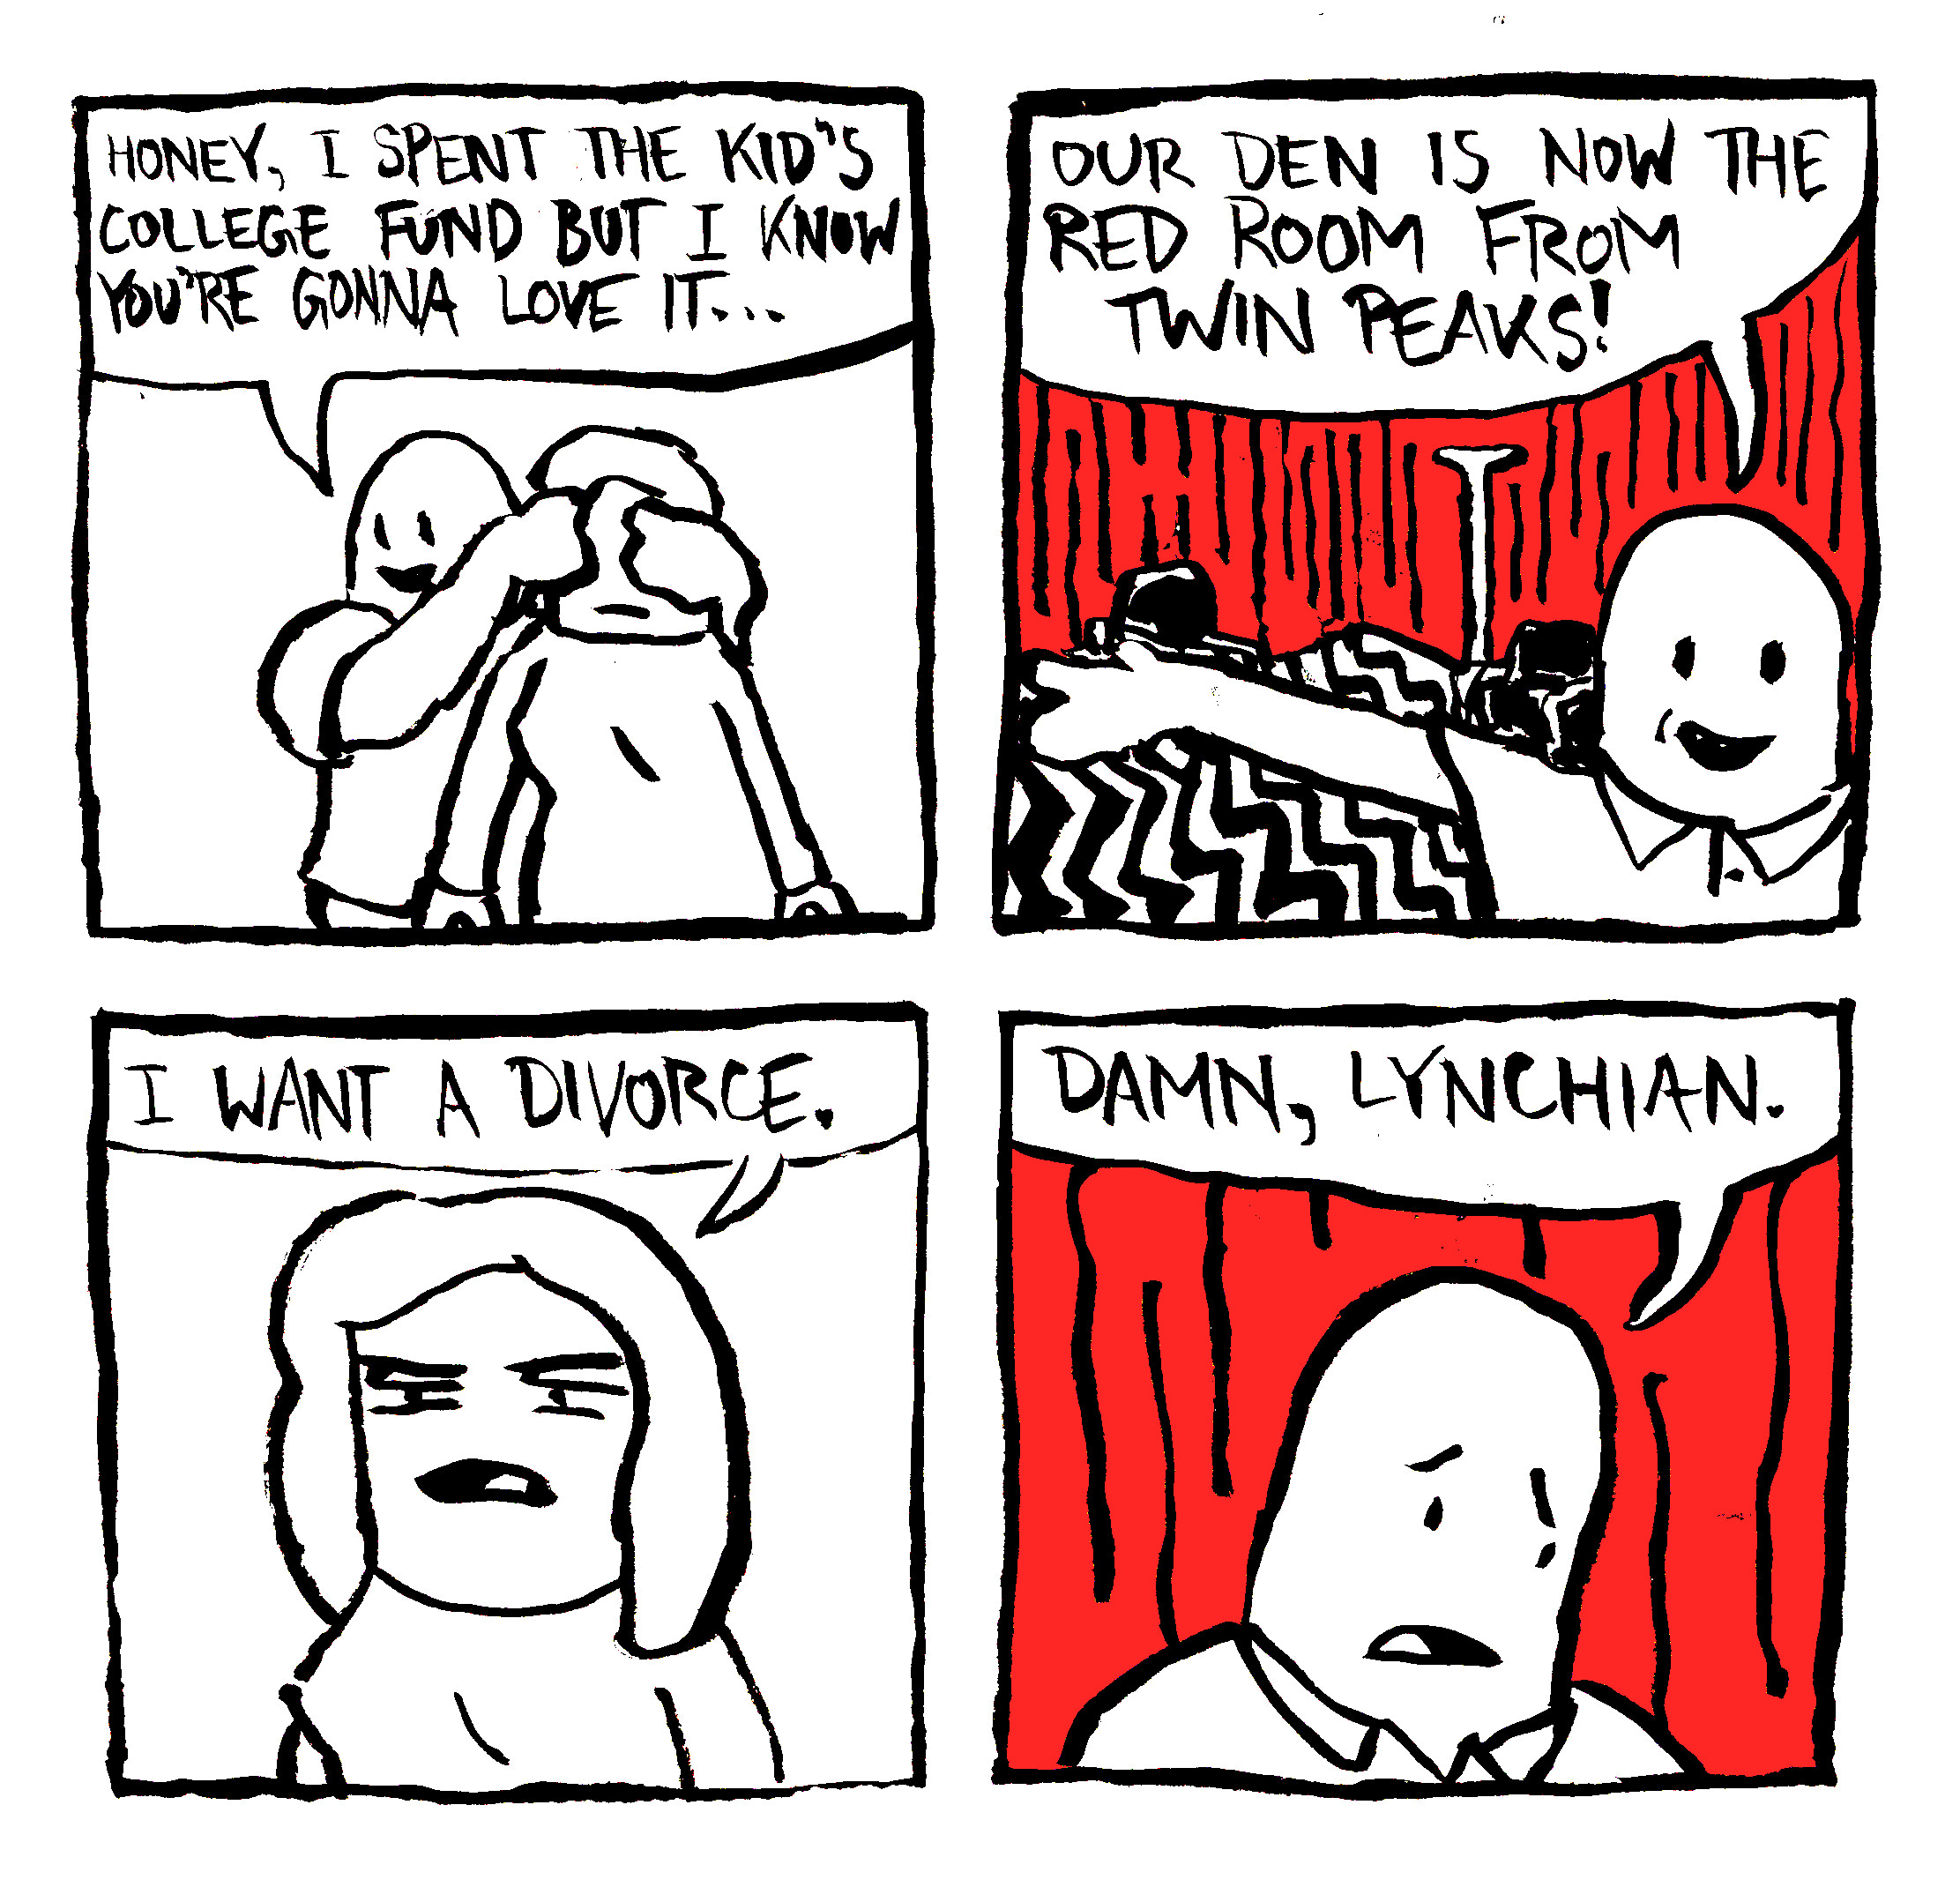 HONEY, I SPENT THE KID'S
COLLEGE FUND BUT I KNOW
YOU'RE GONNA LOVE IT...
OUR DEN IS NOW THE
RED ROOM FROM
TWIN PEAKS!
I WANT A DIVORCE.
DAMN, LYNCHIAN.